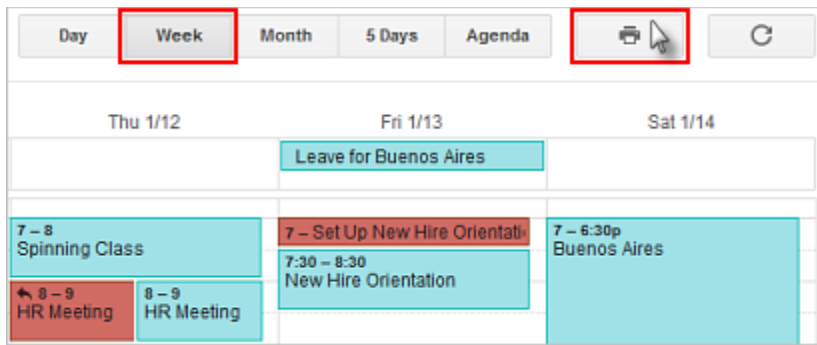 Day Week Month 5 Days Agenda
Thu 1/12 Fri 1/13 Sat 1/14
Leave for Buenos Aires
7 – 8
Spinning Class
8 – 9
HR Meeting
8 – 9
HR Meeting
7 – Set Up New Hire Orientati
7:30 – 8:30
New Hire Orientation
7 – 6:30p
Buenos Aires